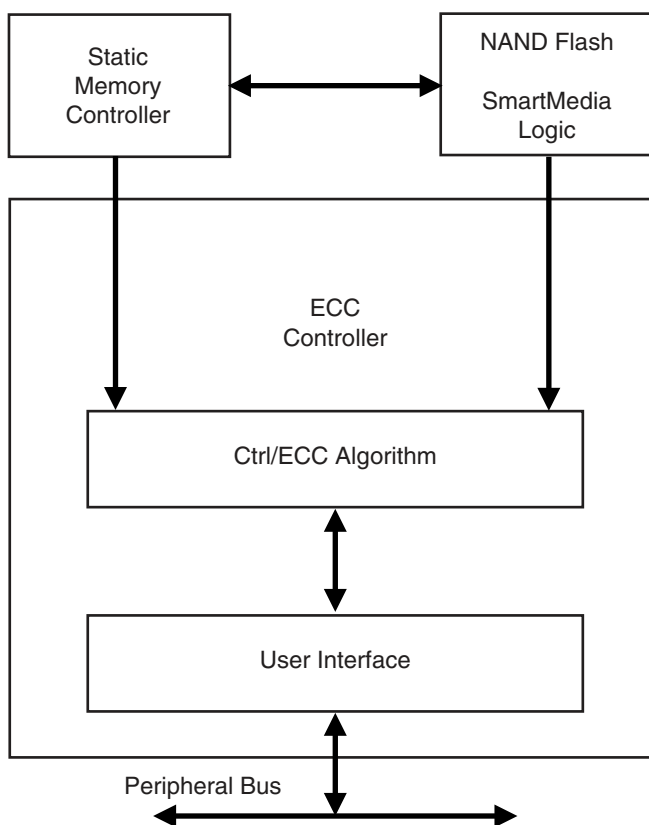 Static
Memory
Controller
NAND Flash
SmartMedia
Logic
ECC
Controller
Ctrl/ECC Algorithm
User Interface
Peripheral Bus